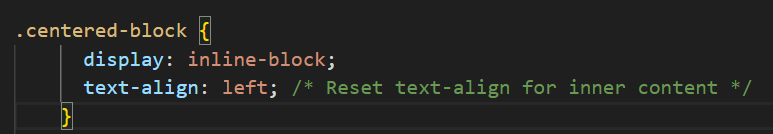 .centered-block {
display: inline-block;
text-align: left; /* Reset text-align for inner content */
}